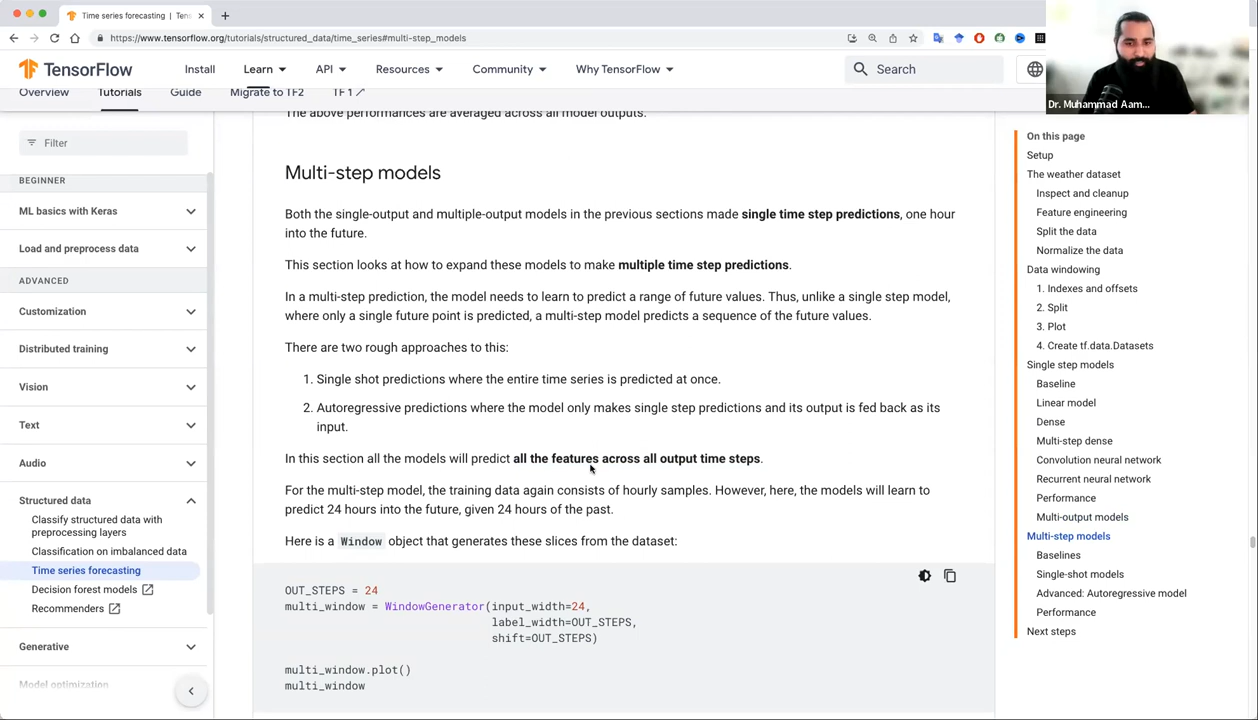 Time series forecasting | Tens
https://www.tensorflow.org/tutorials/structured_data/time_series#multi-step_models
TensorFlow
Install
Learn
API
Resources
Community
Why TensorFlow
Search
Dr. Muhammad Aam...
Overview
Tutorials
Guide
Migrate to TF2
TF 1
Filter
BEGINNER
ML basics with Keras
Load and preprocess data
ADVANCED
Customization
Distributed training
Vision
Text
Audio
Structured data
Classify structured data with
preprocessing layers
Classification on imbalanced data
Time series forecasting
Decision forest models
Recommenders
Generative
Model optimization
The above performances are averaged across all model outputs.
Multi-step models
Both the single-output and multiple-output models in the previous sections made single time step predictions, one hour
into the future.
This section looks at how to expand these models to make multiple time step predictions.
In a multi-step prediction, the model needs to learn to predict a range of future values. Thus, unlike a single step model,
where only a single future point is predicted, a multi-step model predicts a sequence of the future values.
There are two rough approaches to this:
1. Single shot predictions where the entire time series is predicted at once.
2. Autoregressive predictions where the model only makes single step predictions and its output is fed back as its
input.
In this section all the models will predict all the features across all output time steps.
For the multi-step model, the training data again consists of hourly samples. However, here, the models will learn to
predict 24 hours into the future, given 24 hours of the past.
Here is a Window object that generates these slices from the dataset:
OUT_STEPS = 24
multi_window = WindowGenerator(input_width=24,
label_width=OUT_STEPS,
shift=OUT_STEPS)
multi_window.plot()
multi_window
On this page
Setup
The weather dataset
Inspect and cleanup
Feature engineering
Split the data
Normalize the data
Data windowing
1. Indexes and offsets
2. Split
3. Plot
4. Create tf.data.Datasets
Single step models
Baseline
Linear model
Dense
Multi-step dense
Convolution neural network
Recurrent neural network
Performance
Multi-output models
Multi-step models
Baselines
Single-shot models
Advanced: Autoregressive model
Performance
Next steps